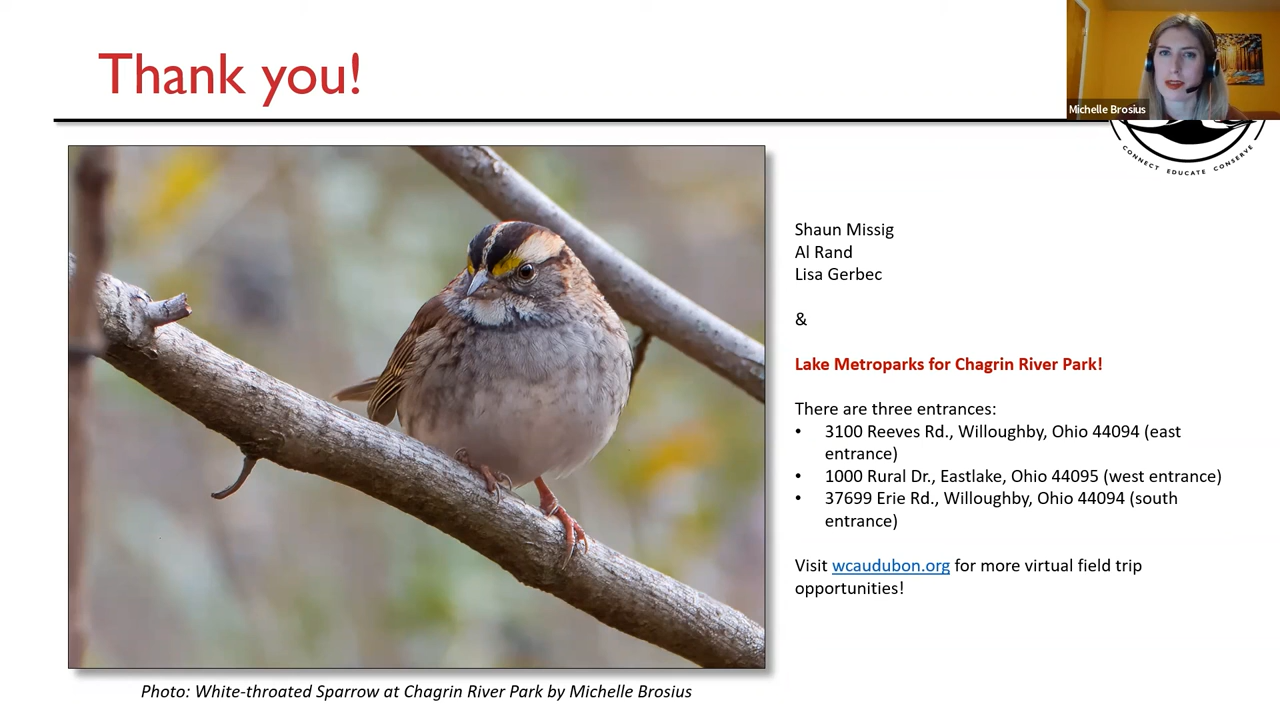 Thank you!
Michelle Brosius
CONNECT EDUCATE CONSERVE
Shaun Missig
Al Rand
Lisa Gerbec
&
Lake Metroparks for Chagrin River Park!
There are three entrances:
• 3100 Reeves Rd., Willoughby, Ohio 44094 (east
entrance)
• 1000 Rural Dr., Eastlake, Ohio 44095 (west entrance)
• 37699 Erie Rd., Willoughby, Ohio 44094 (south
entrance)
Visit wcaudubon.org for more virtual field trip
opportunities!
Photo: White-throated Sparrow at Chagrin River Park by Michelle Brosius